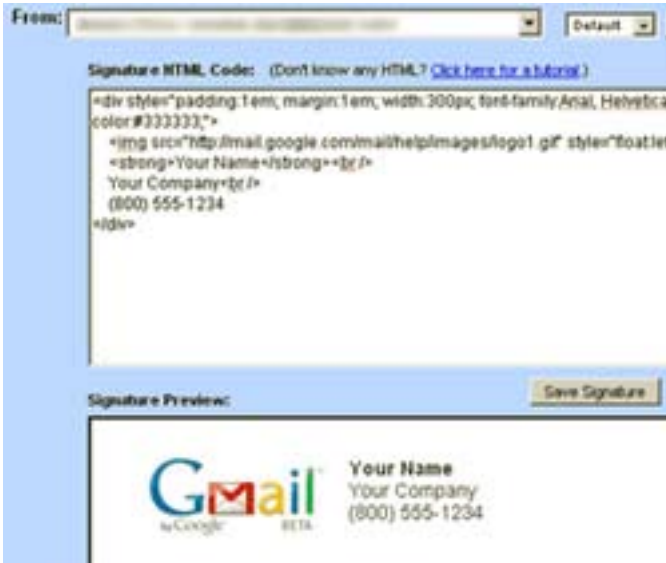 From:
Default
Signature HTML Code: (Don't know any HTML? Click here for a tutorial.)
<div style="padding:1em; margin:1em; width:300px; font-family:Arial, Helvetica
color:#333333;">
<img src="http://mail.google.com/mail/help/images/logo1.gif" style="float:le
<strong>Your Name</strong><br />
Your Company<br />
(800) 555-1234
</div>
Save Signature
Signature Preview:
Gmail
by Google
BETA
Your Name
Your Company
(800) 555-1234